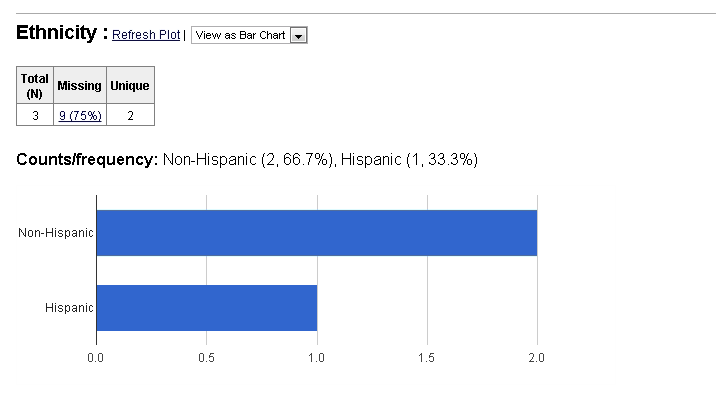 Ethnicity : Refresh Plot | View as Bar Chart
Total (N) Missing Unique
3 9 (75%) 2
Counts/frequency: Non-Hispanic (2, 66.7%), Hispanic (1, 33.3%)
Non-Hispanic
Hispanic
0.0 0.5 1.0 1.5 2.0